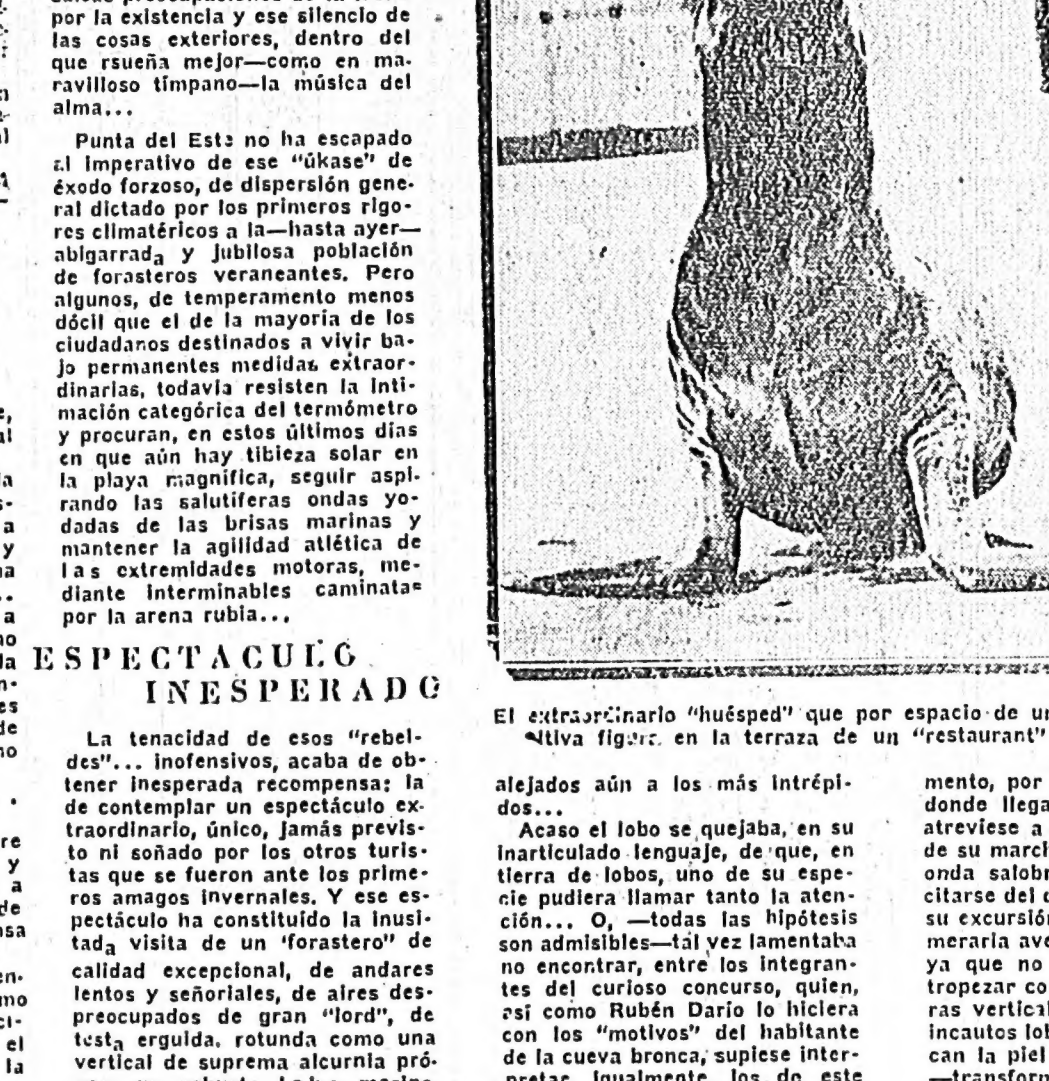 por la existencia y ese silencio de
las cosas exteriores, dentro del
que rsueña mejor—como en ma-
ravilloso tímpano—la música del
alma...
Punta del Este no ha escapado
al imperativo de ese "úkase" de
éxodo forzoso, de dispersión gene-
ral dictado por los primeros rigo-
res climatéricos a la—hasta ayer—
abigarrada y jubilosa población
de forasteros veraneantes. Pero
algunos, de temperamento menos
dócil que el de la mayoria de los
ciudadanos destinados a vivir ba-
jo permanentes medidas extraor-
dinarias, todavía resisten la inti-
mación categórica del termómetro
y procuran, en estos últimos días
en que aún hay tibieza solar en
la playa magnífica, seguir aspi-
rando las salutíferas ondas yo-
dadas de las brisas marinas y
mantener la agilidad atlética de
las extremidades motoras, me-
diante interminables caminatas
por la arena rubia...
ESPECTACULO
INESPERADO
La tenacidad de esos "rebel-
des"... inofensivos, acaba de ob-
tener inesperada recompensa: la
de contemplar un espectáculo ex-
traordinario, único, jamás previs-
to ni soñado por los otros turis-
tas que se fueron ante los prime-
ros amagos invernales. Y ese es-
pectáculo ha constituído la inusi-
tada visita de un 'forastero" de
calidad excepcional, de andares
lentos y señoriales, de aires des-
preocupados de gran "lord", de
testa erguida, rotunda como una
vertical de suprema alcurnia pró-
El extraordinario "huésped" que por espacio de un
figura en la terraza de un "restaurant"
alejados aún a los más intrépi-
dos...
Acaso el lobo se quejaba, en su
inarticulado lenguaje, de que, en
tierra de lobos, uno de su espe-
cie pudiera llamar tanto la aten-
ción... O, —todas las hipótesis
son admisibles—tal vez lamentaba
no encontrar, entre los integran-
tes del curioso concurso, quien,
así como Rubén Darío lo hiciera
con los "motivos" del habitante
de la cueva bronca, supiese inter-
pretar, igualmente, los de este
mento, por
donde llega
atreviese a
de su march
onda salobr
citarse del d
su excursión
meraria ave
ya que no
tropezar co
ras vertical
incautos lob
can la piel
—transform